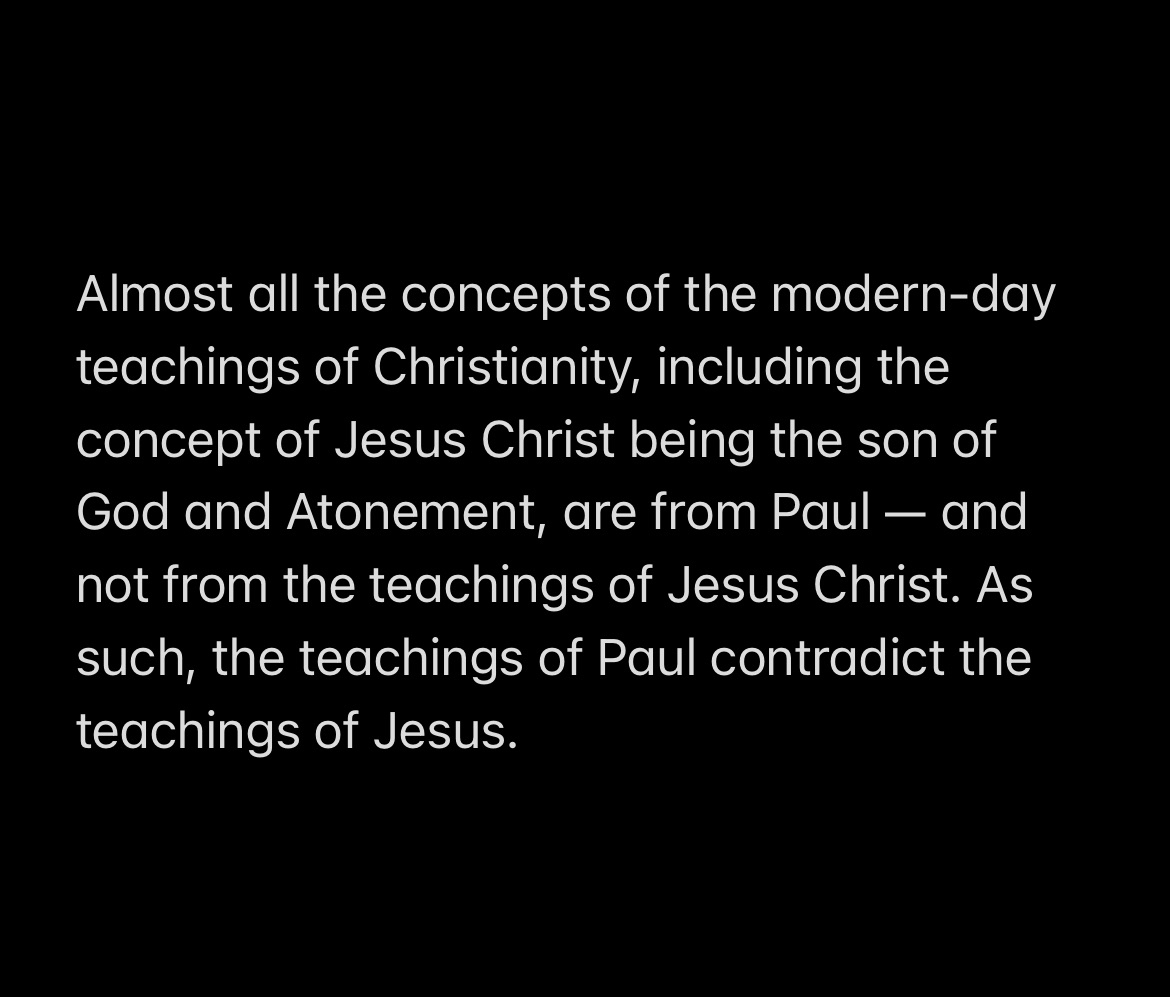 Almost all the concepts of the modern-day
teachings of Christianity, including the
concept of Jesus Christ being the son of
God and Atonement, are from Paul — and
not from the teachings of Jesus Christ. As
such, the teachings of Paul contradict the
teachings of Jesus.